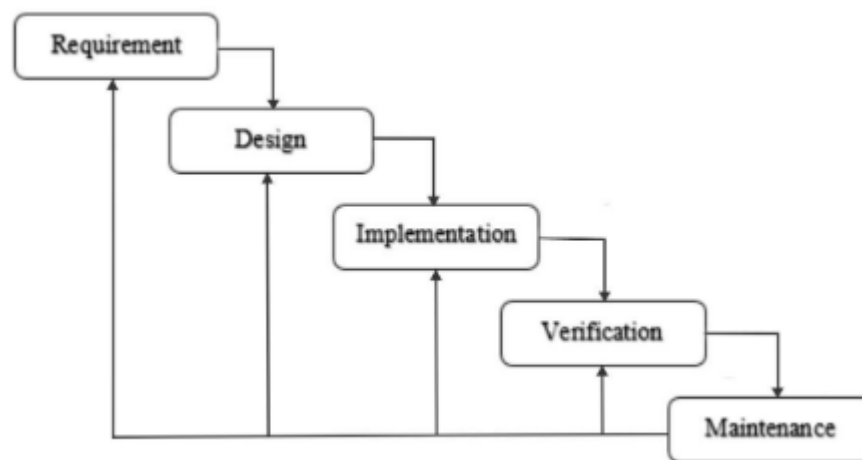 Requirement
Design
Implementation
Verification
Maintenance